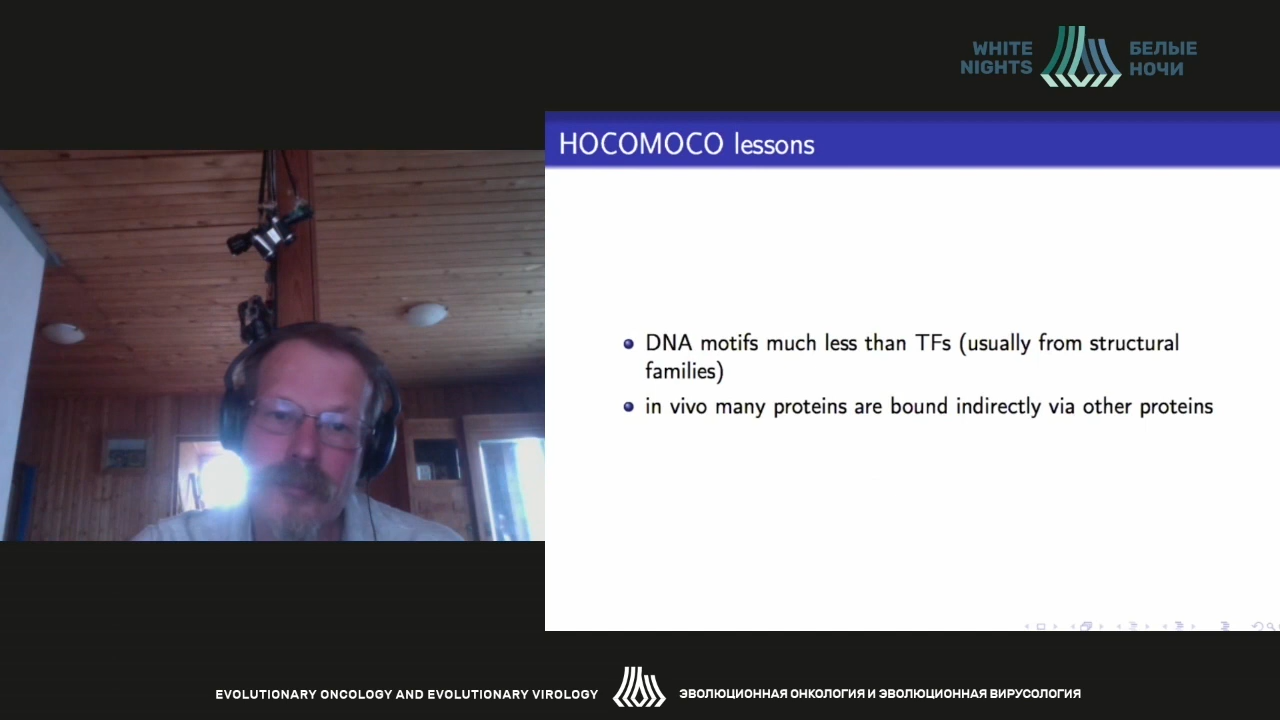 WHITE
NIGHTS
БЕЛЫЕ
НОЧИ
HOCOMOCO lessons
DNA motifs much less than TFs (usually from structural
families)
in vivo many proteins are bound indirectly via other proteins
EVOLUTIONARY ONCOLOGY AND EVOLUTIONARY VIROLOGY
ЭВОЛЮЦИОННАЯ ОНКОЛОГИЯ И ЭВОЛЮЦИОННАЯ ВИРУСОЛОГИЯ